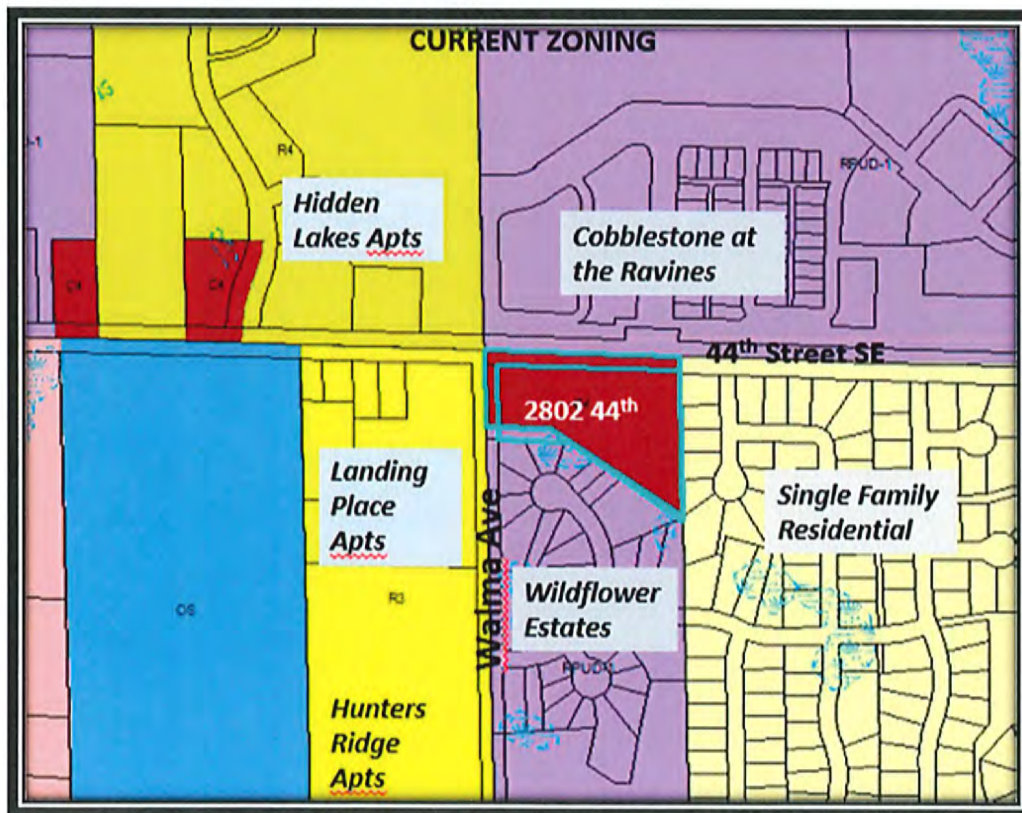 CURRENT ZONING
R4
RPUD-1
Hidden
Lakes Apts
Cobblestone at
the Ravines
C4
C4
44th Street SE
2802 44th
Landing
Place
Apts
Single Family
Residential
Walma Ave
Wildflower
Estates
OS
R3
RPUD-1
Hunters
Ridge
Apts